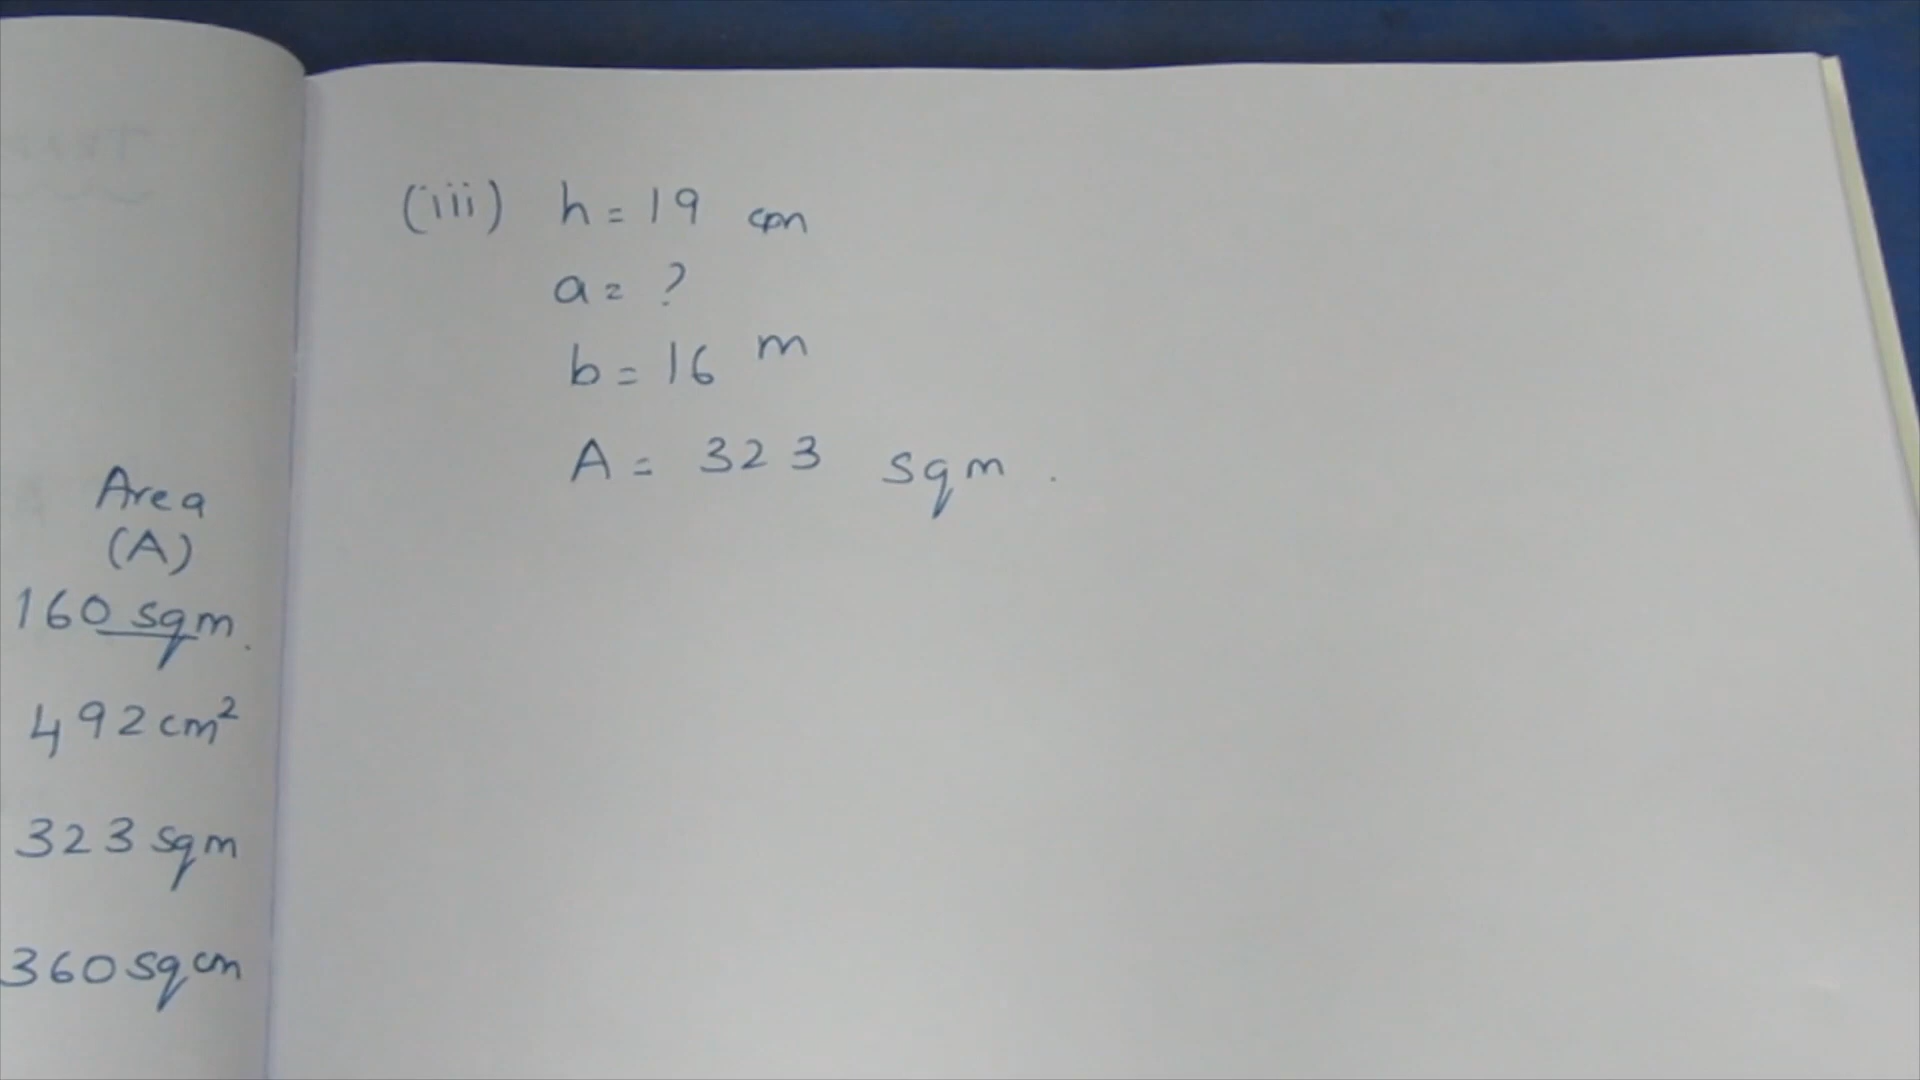 Area
(A)
160 sqm.
492 cm²
323 sqm
360 sqcm
(iii) h = 19 cm
a = ?
b = 16 m
A = 323 sqm.